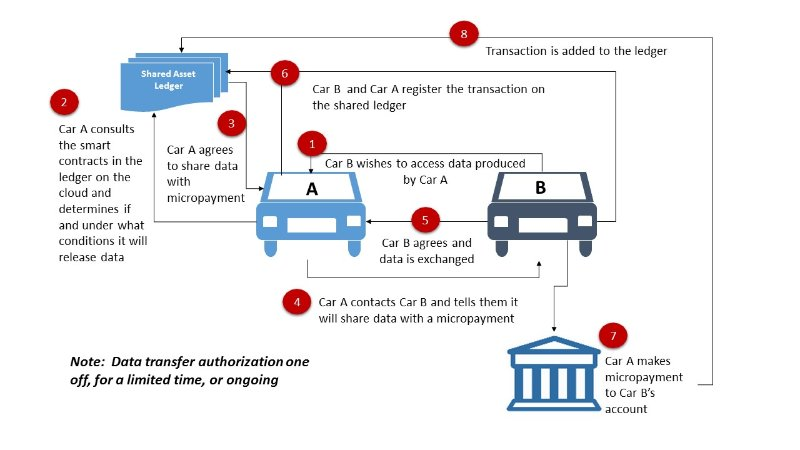 8
Transaction is added to the ledger
Shared Asset
Ledger
6
Car B and Car A register the transaction on
the shared ledger
2
Car A consults
the smart
contracts in the
ledger on the
cloud and
determines if
and under what
conditions it will
release data
3
Car A agrees
to share data
with
micropayment
1
Car B wishes to access data produced
by Car A
A
B
5
Car B agrees and
data is exchanged
4
Car A contacts Car B and tells them it
will share data with a micropayment
7
Car A makes
micropayment
to Car B's
account
Note: Data transfer authorization one
off, for a limited time, or ongoing